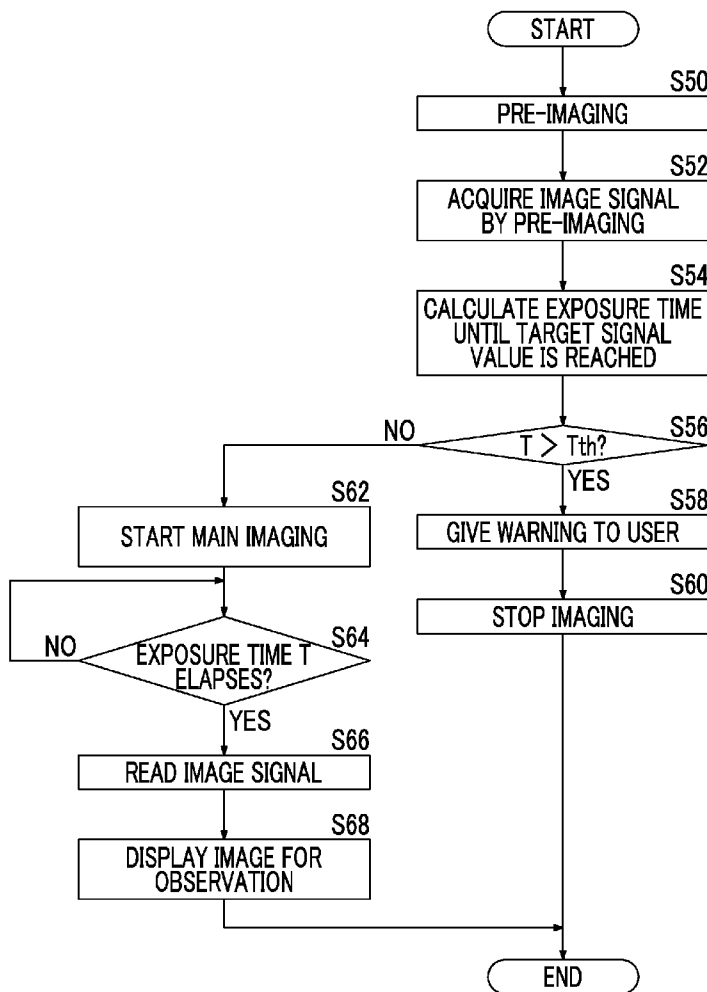 START
S50
PRE-IMAGING
S52
ACQUIRE IMAGE SIGNAL
BY PRE-IMAGING
S54
CALCULATE EXPOSURE TIME
UNTIL TARGET SIGNAL
VALUE IS REACHED
S56
T > Tth?
NO
YES
S58
GIVE WARNING TO USER
S60
STOP IMAGING
S62
START MAIN IMAGING
S64
EXPOSURE TIME T
ELAPSES?
NO
YES
S66
READ IMAGE SIGNAL
S68
DISPLAY IMAGE FOR
OBSERVATION
END